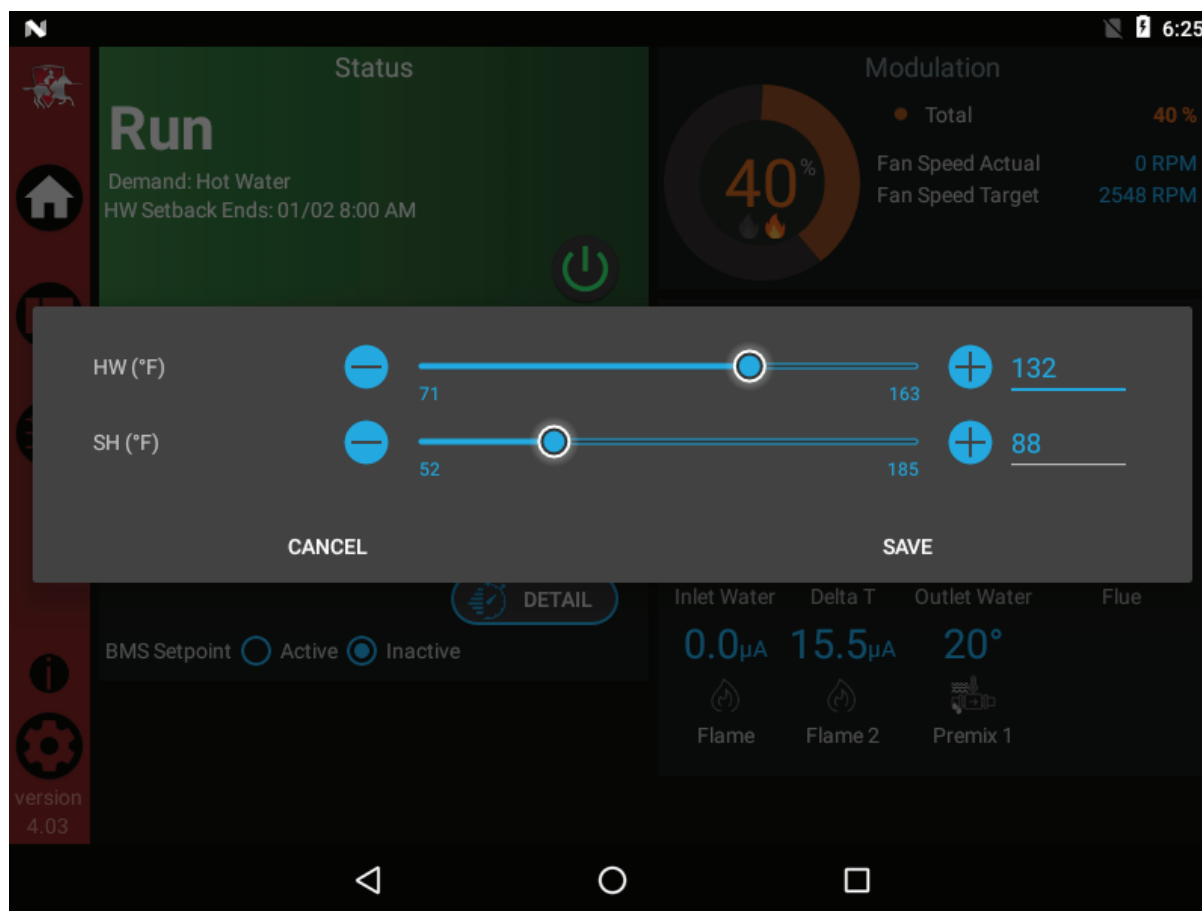 N 6:25
Status
Run
Demand: Hot Water
HW Setback Ends: 01/02 8:00 AM
Modulation
40%
Total 40 %
Fan Speed Actual 0 RPM
Fan Speed Target 2548 RPM
HW (°F) 132
71 163
SH (°F) 88
52 185
CANCEL SAVE
DETAIL
BMS Setpoint Active Inactive
Inlet Water Delta T Outlet Water Flue
0.0µA 15.5µA 20°
Flame Flame 2 Premix 1
version
4.03